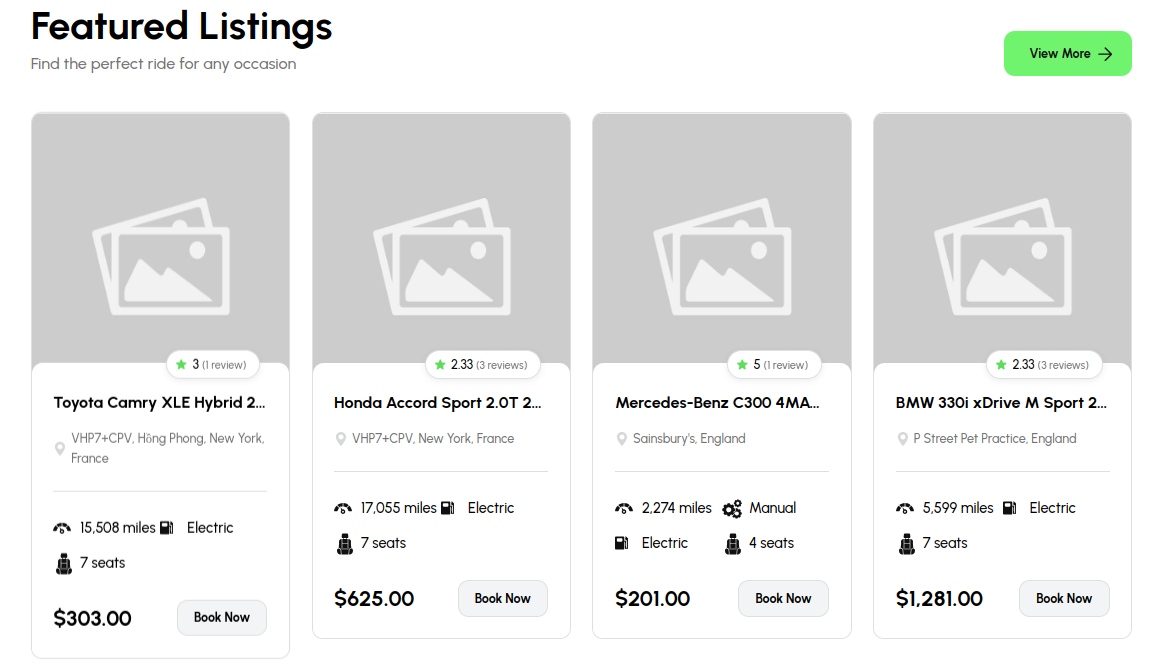 Featured Listings
Find the perfect ride for any occasion
View More
3 (1 review)
Toyota Camry XLE Hybrid 2...
VHP7+CPV, Hồng Phong, New York,
France
15,508 miles Electric
7 seats
$303.00 Book Now
2.33 (3 reviews)
Honda Accord Sport 2.0T 2...
VHP7+CPV, New York, France
17,055 miles Electric
7 seats
$625.00 Book Now
5 (1 review)
Mercedes-Benz C300 4MA...
Sainsbury's, England
2,274 miles Manual
Electric 4 seats
$201.00 Book Now
2.33 (3 reviews)
BMW 330i xDrive M Sport 2...
P Street Pet Practice, England
5,599 miles Electric
7 seats
$1,281.00 Book Now